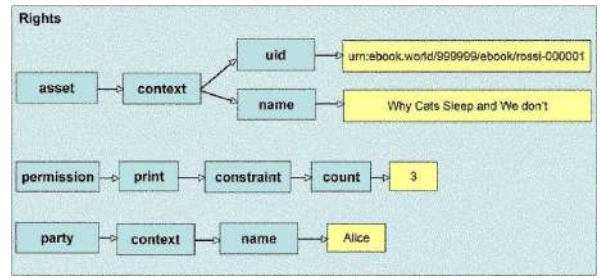 Rights
uid
urn:ebook.world/999999/ebook/rossi-000001
asset
context
name
Why Cats Sleep and We don't
permission
print
constraint
count
3
party
context
name
Alice